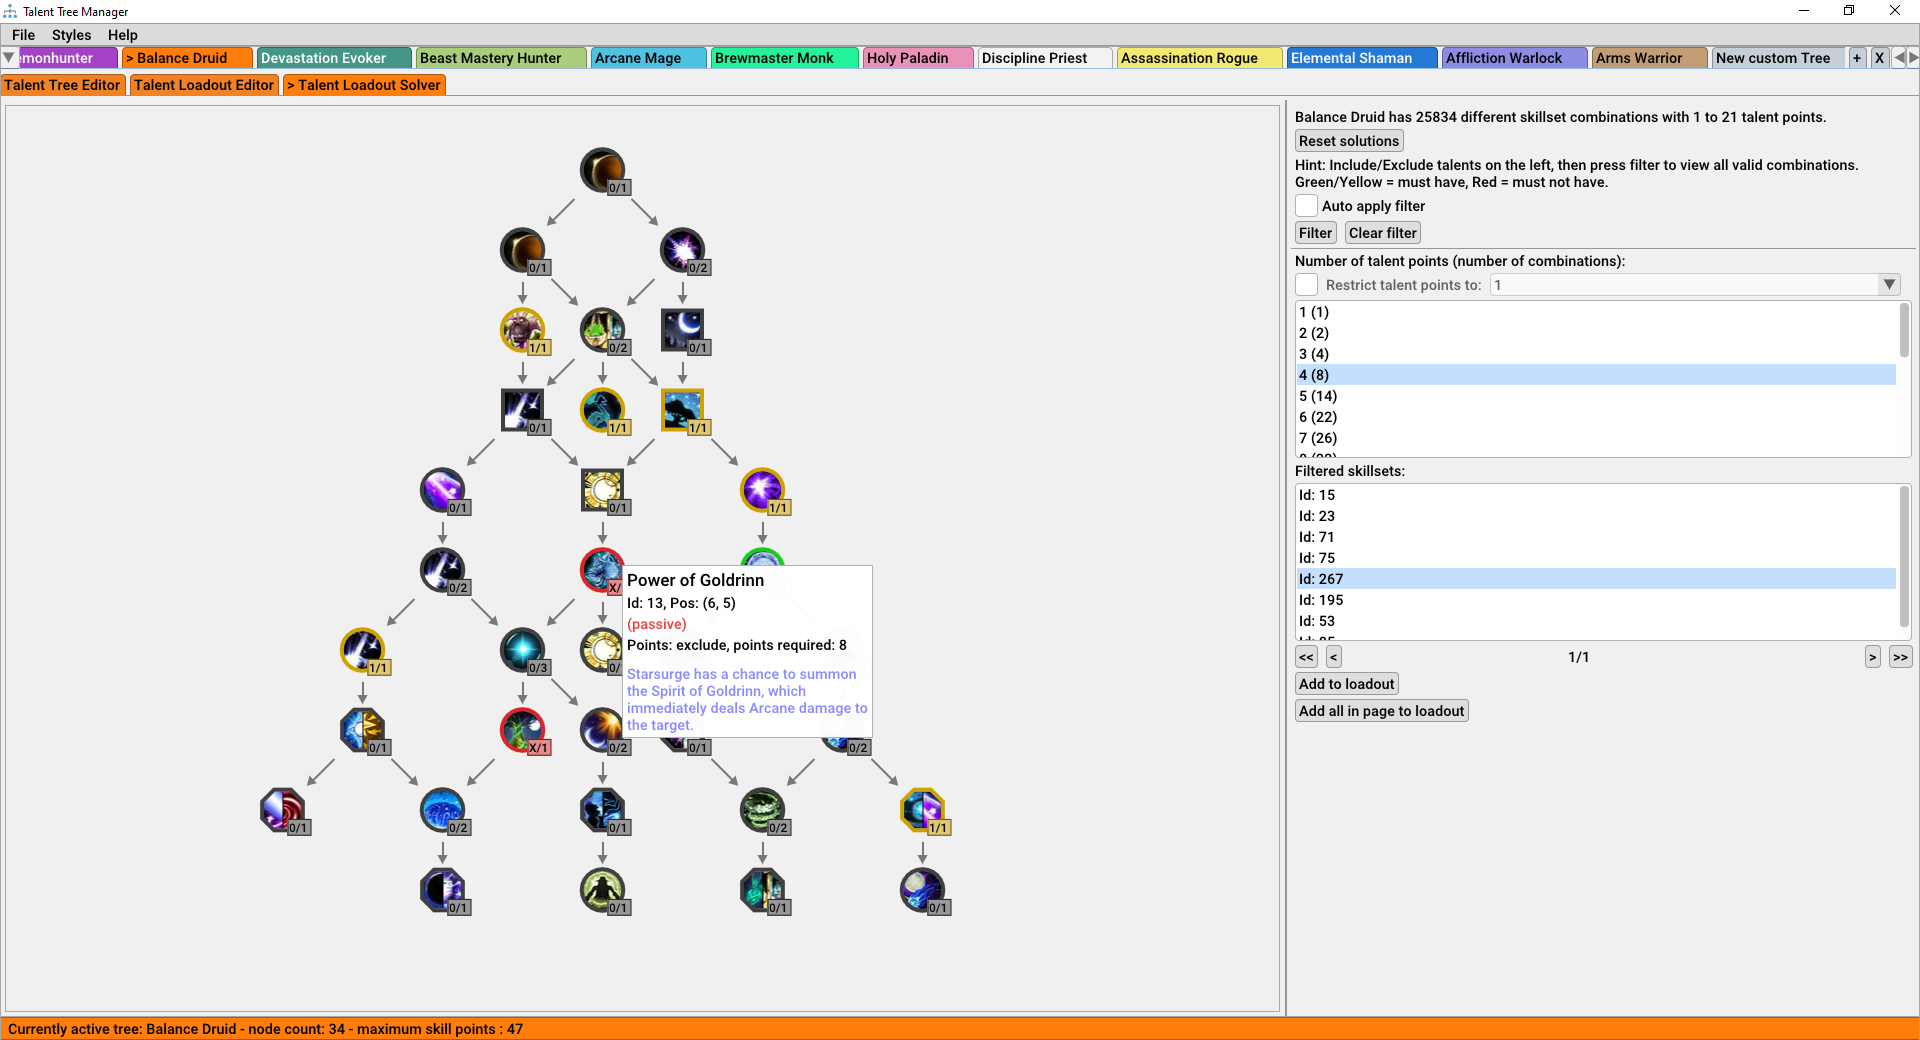 Talent Tree Manager
File Styles Help
emonhunter > Balance Druid Devastation Evoker Beast Mastery Hunter Arcane Mage Brewmaster Monk Holy Paladin Discipline Priest Assassination Rogue Elemental Shaman Affliction Warlock Arms Warrior New custom Tree + X
Talent Tree Editor Talent Loadout Editor > Talent Loadout Solver
0/1
0/1
0/2
1/1
0/2
0/1
0/1
1/1
1/1
0/1
0/1
1/1
0/2
X/
1/1
0/3
0/
0/1
X/1
0/2
0/1
0/2
0/1
0/2
0/1
0/2
1/1
0/1
0/1
0/1
0/1
Power of Goldrinn
Id: 13, Pos: (6, 5)
(passive)
Points: exclude, points required: 8
Starsurge has a chance to summon
the Spirit of Goldrinn, which
immediately deals Arcane damage to
the target.
Balance Druid has 25834 different skillset combinations with 1 to 21 talent points.
Reset solutions
Hint: Include/Exclude talents on the left, then press filter to view all valid combinations.
Green/Yellow = must have, Red = must not have.
Auto apply filter
Filter Clear filter
Number of talent points (number of combinations):
Restrict talent points to: 1
1 (1)
2 (2)
3 (4)
4 (8)
5 (14)
6 (22)
7 (26)
Filtered skillsets:
Id: 15
Id: 23
Id: 71
Id: 75
Id: 267
Id: 195
Id: 53
<< < 1/1 > >>
Add to loadout
Add all in page to loadout
Currently active tree: Balance Druid - node count: 34 - maximum skill points : 47